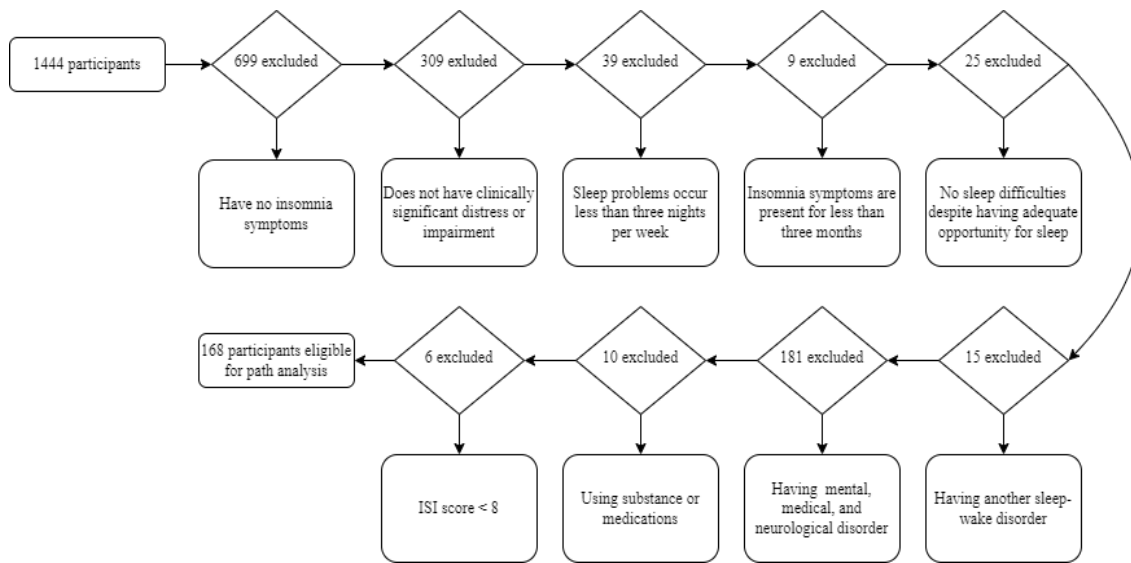 1444 participants
699 excluded
309 exluded
39 excluded
9 excluded
25 excluded
Have no insomnia
symptoms
Does not have clinically
significant distress or
impairment
Sleep problems occur
less than three nights
per week
Insomnia symptoms are
present for less than
three months
No sleep difficulties
despite having adequate
opportunity for sleep
168 participants eligible
for path analysis
6 excluded
10 excluded
181 excluded
15 excluded
ISI score < 8
Using substance or
medications
Having mental,
medical, and
neurological disorder
Having another sleep-
wake disorder